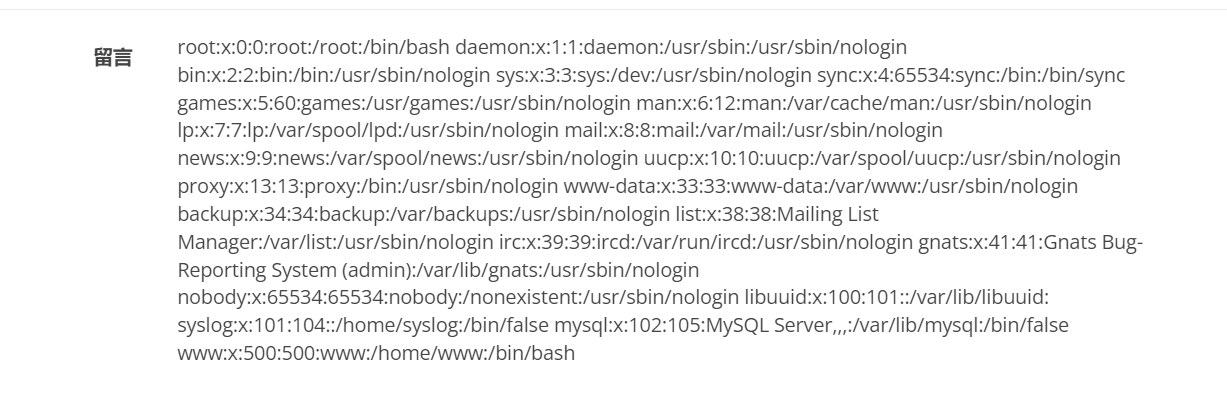 留言
root:x:0:0:root:/root:/bin/bash daemon:x:1:1:daemon:/usr/sbin:/usr/sbin/nologin
bin:x:2:2:bin:/bin:/usr/sbin/nologin sys:x:3:3:sys:/dev:/usr/sbin/nologin sync:x:4:65534:sync:/bin:/bin/sync
games:x:5:60:games:/usr/games:/usr/sbin/nologin man:x:6:12:man:/var/cache/man:/usr/sbin/nologin
lp:x:7:7:lp:/var/spool/lpd:/usr/sbin/nologin mail:x:8:8:mail:/var/mail:/usr/sbin/nologin
news:x:9:9:news:/var/spool/news:/usr/sbin/nologin uucp:x:10:10:uucp:/var/spool/uucp:/usr/sbin/nologin
proxy:x:13:13:proxy:/bin:/usr/sbin/nologin www-data:x:33:33:www-data:/var/www:/usr/sbin/nologin
backup:x:34:34:backup:/var/backups:/usr/sbin/nologin list:x:38:38:Mailing List
Manager:/var/list:/usr/sbin/nologin irc:x:39:39:ircd:/var/run/ircd:/usr/sbin/nologin gnats:x:41:41:Gnats Bug-
Reporting System (admin):/var/lib/gnats:/usr/sbin/nologin
nobody:x:65534:65534:nobody:/nonexistent:/usr/sbin/nologin libuuid:x:100:101::/var/lib/libuuid:
syslog:x:101:104::/home/syslog:/bin/false mysql:x:102:105:MySQL Server,,,:/var/lib/mysql:/bin/false
www:x:500:500:www:/home/www:/bin/bash